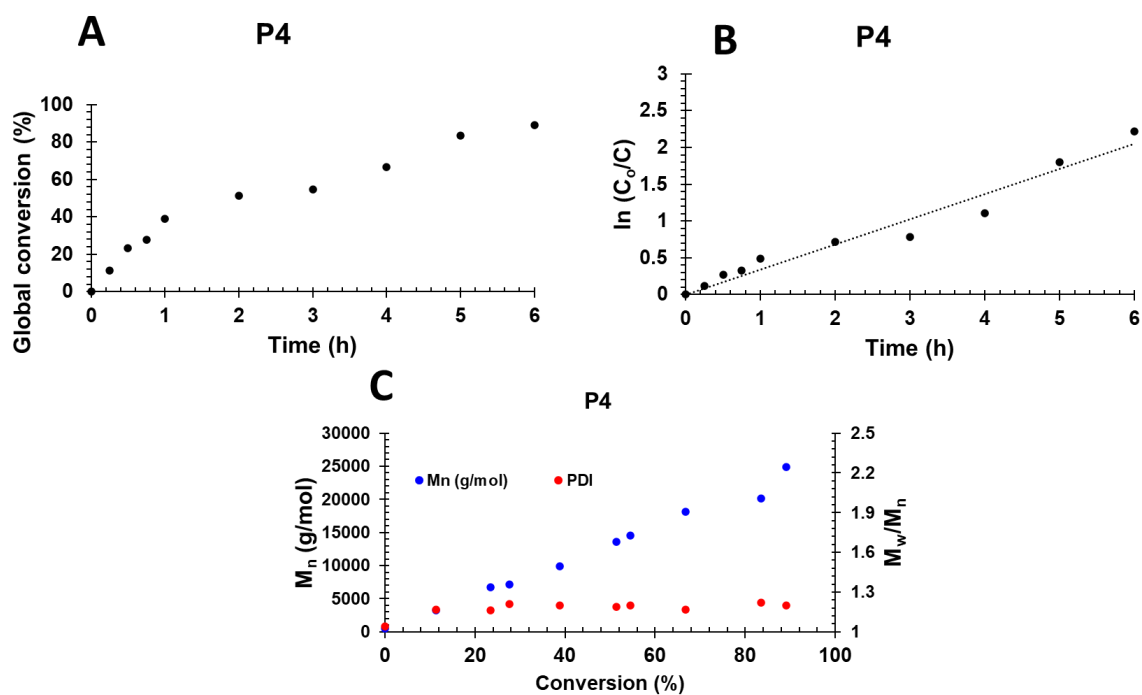 A
P4
Global conversion (%)
100
80
60
40
20
0
0 1 2 3 4 5 6
Time (h)
B
P4
ln (C₀/C)
3
2.5
2
1.5
1
0.5
0
0 1 2 3 4 5 6
Time (h)
C
P4
Mₙ (g/mol)
30000
25000
20000
15000
10000
5000
0
Mn (g/mol) PDI
2.5
2.2
1.9
1.6
1.3
1
M_w/Mₙ
0 20 40 60 80 100
Conversion (%)